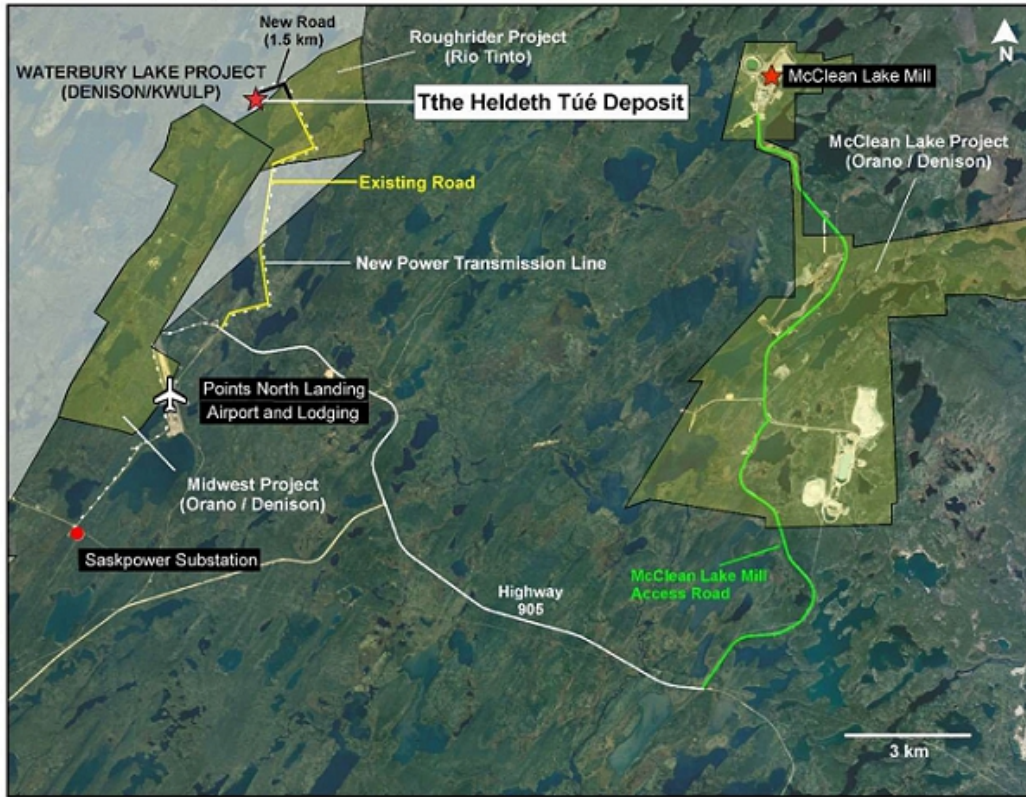 New Road
(1.5 km)
Roughrider Project
(Rio Tinto)
N
WATERBURY LAKE PROJECT
(DENISON/KWULP)
McClean Lake Mill
Tthe Heldeth Túé Deposit
McClean Lake Project
(Orano / Denison)
Existing Road
New Power Transmission Line
Points North Landing
Airport and Lodging
Midwest Project
(Orano / Denison)
Saskpower Substation
McClean Lake Mill
Access Road
Highway
905
3 km